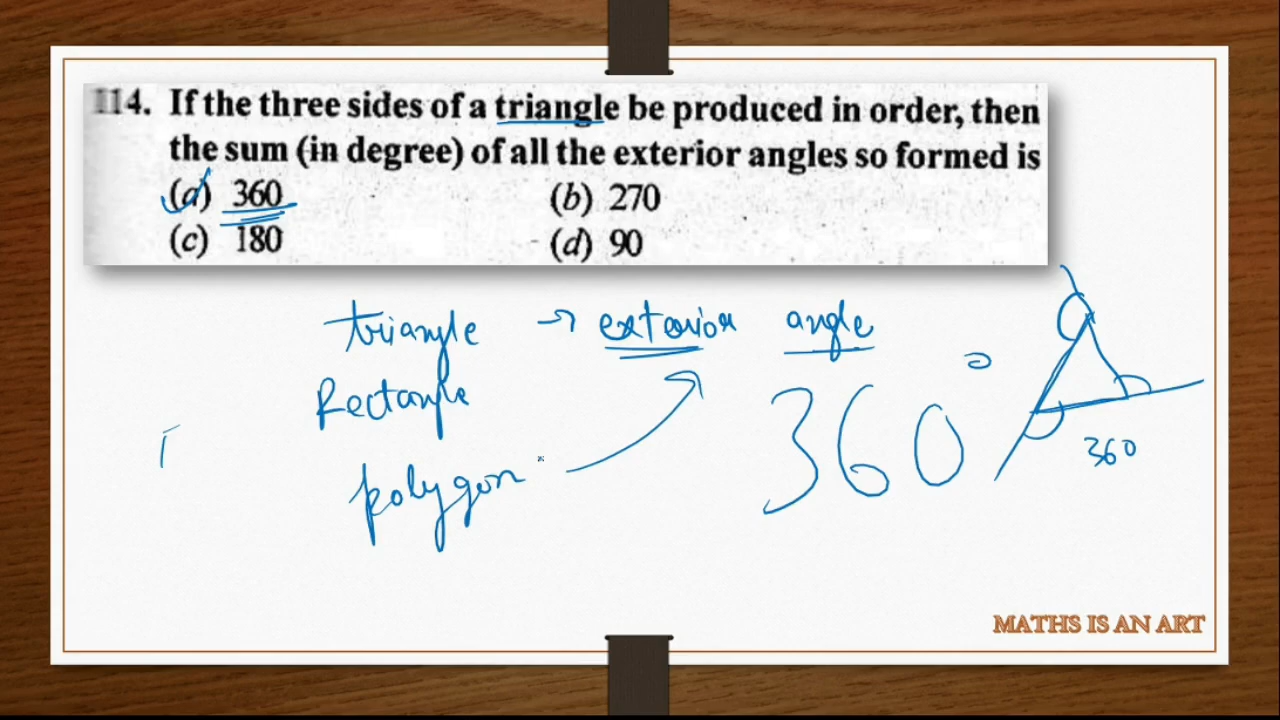 114. If the three sides of a triangle be produced in order, then
the sum (in degree) of all the exterior angles so formed is
(a) 360 (b) 270
(c) 180 (d) 90
triangle → exterior angle
Rectangle
polygon
360°
360
MATHS IS AN ART